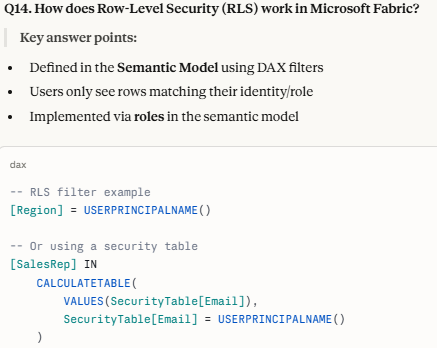 Q14. How does Row-Level Security (RLS) work in Microsoft Fabric?
Key answer points:
• Defined in the Semantic Model using DAX filters
• Users only see rows matching their identity/role
• Implemented via roles in the semantic model
dax
-- RLS filter example
[Region] = USERPRINCIPALNAME()
-- Or using a security table
[SalesRep] IN
    CALCULATETABLE(
        VALUES(SecurityTable[Email]),
        SecurityTable[Email] = USERPRINCIPALNAME()
    )